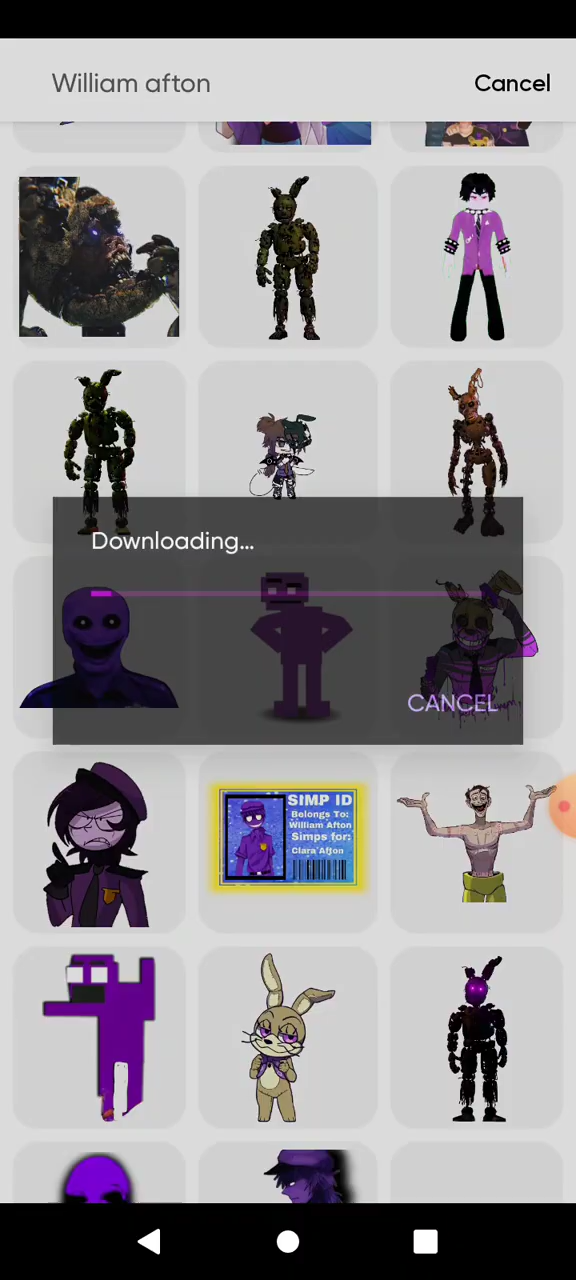 William afton
Cancel
Downloading...
CANCEL
SIMP ID
Belongs To:
William Afton
Simps for:
Clara Afton